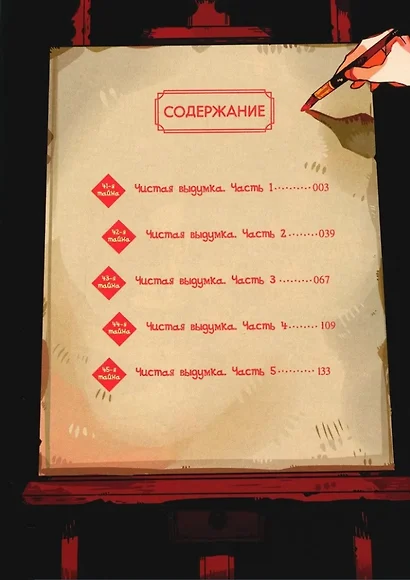 СОДЕРЖАНИЕ
41-я тайна
Чистая выдумка. Часть 1··········003
42-я тайна
Чистая выдумка. Часть 2········039
43-я тайна
Чистая выдумка. Часть 3·········067
44-я тайна
Чистая выдумка. Часть 4·········109
45-я тайна
Чистая выдумка. Часть 5··········133